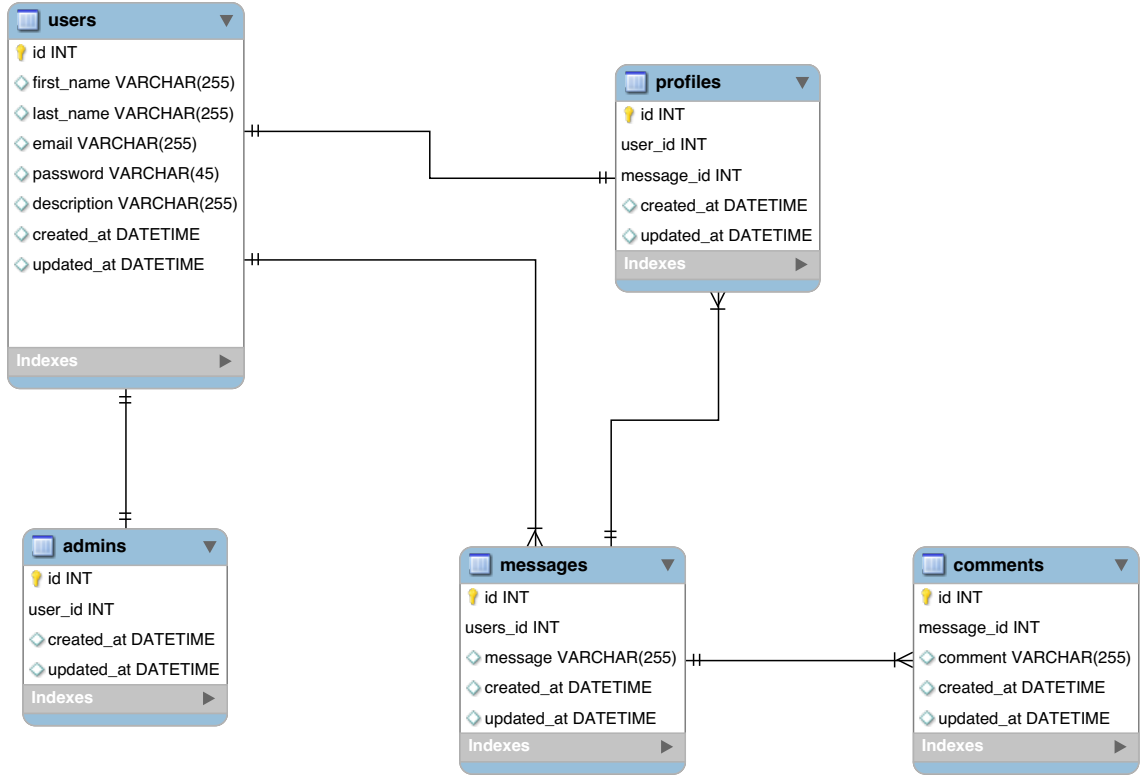 users
id INT
first_name VARCHAR(255)
last_name VARCHAR(255)
email VARCHAR(255)
password VARCHAR(45)
description VARCHAR(255)
created_at DATETIME
updated_at DATETIME
Indexes
profiles
id INT
user_id INT
message_id INT
created_at DATETIME
updated_at DATETIME
Indexes
admins
id INT
user_id INT
created_at DATETIME
updated_at DATETIME
Indexes
messages
id INT
users_id INT
message VARCHAR(255)
created_at DATETIME
updated_at DATETIME
Indexes
comments
id INT
message_id INT
comment VARCHAR(255)
created_at DATETIME
updated_at DATETIME
Indexes